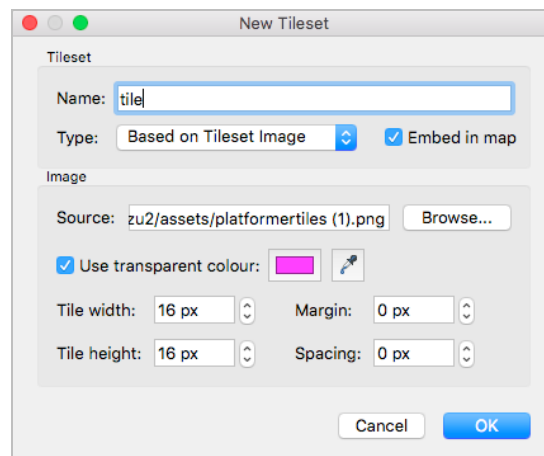 New Tileset
Tileset
Name: tile
Type: Based on Tileset Image Embed in map
Image
Source: zu2/assets/platformertiles (1).png Browse...
Use transparent colour:
Tile width: 16 px Margin: 0 px
Tile height: 16 px Spacing: 0 px
Cancel OK